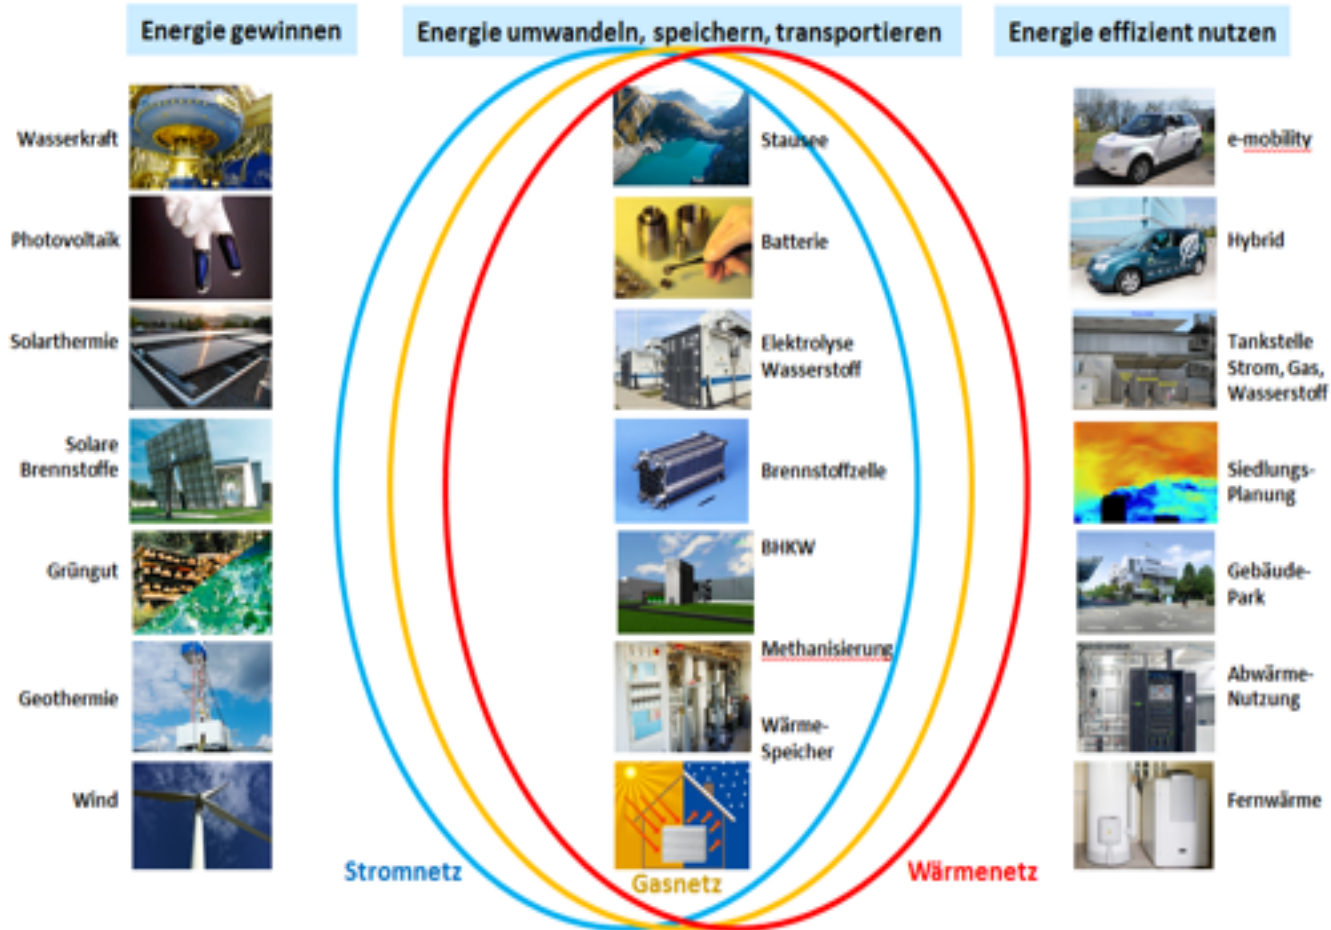 Energie gewinnen
Energie umwandeln, speichern, transportieren
Energie effizient nutzen
Wasserkraft
Photovoltaik
Solarthermie
Solare
Brennstoffe
Grüngut
Geothermie
Wind
Stausee
Batterie
Elektrolyse
Wasserstoff
Brennstoffzelle
BHKW
Methanisierung
Wärme-
Speicher
e-mobility
Hybrid
Tankstelle
Strom, Gas,
Wasserstoff
Siedlungs-
Planung
Gebäude-
Park
Abwärme-
Nutzung
Fernwärme
Stromnetz
Gasnetz
Wärmenetz